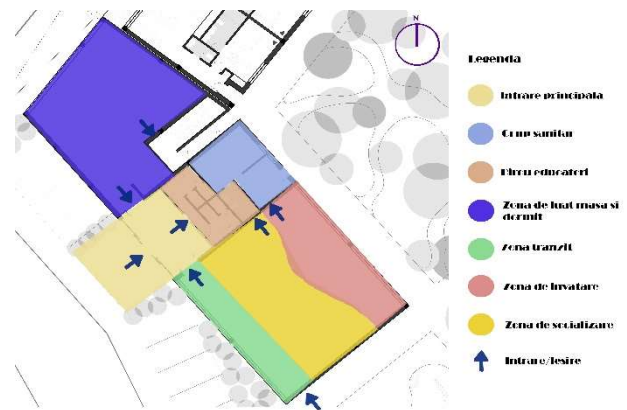 N
Legenda
Intrare principala
Grup sanitar
Birou educatori
Zona de luat masa si
dormit
Zona tranzit
Zona de invatare
Zona de socializare
Intrare/Iesire